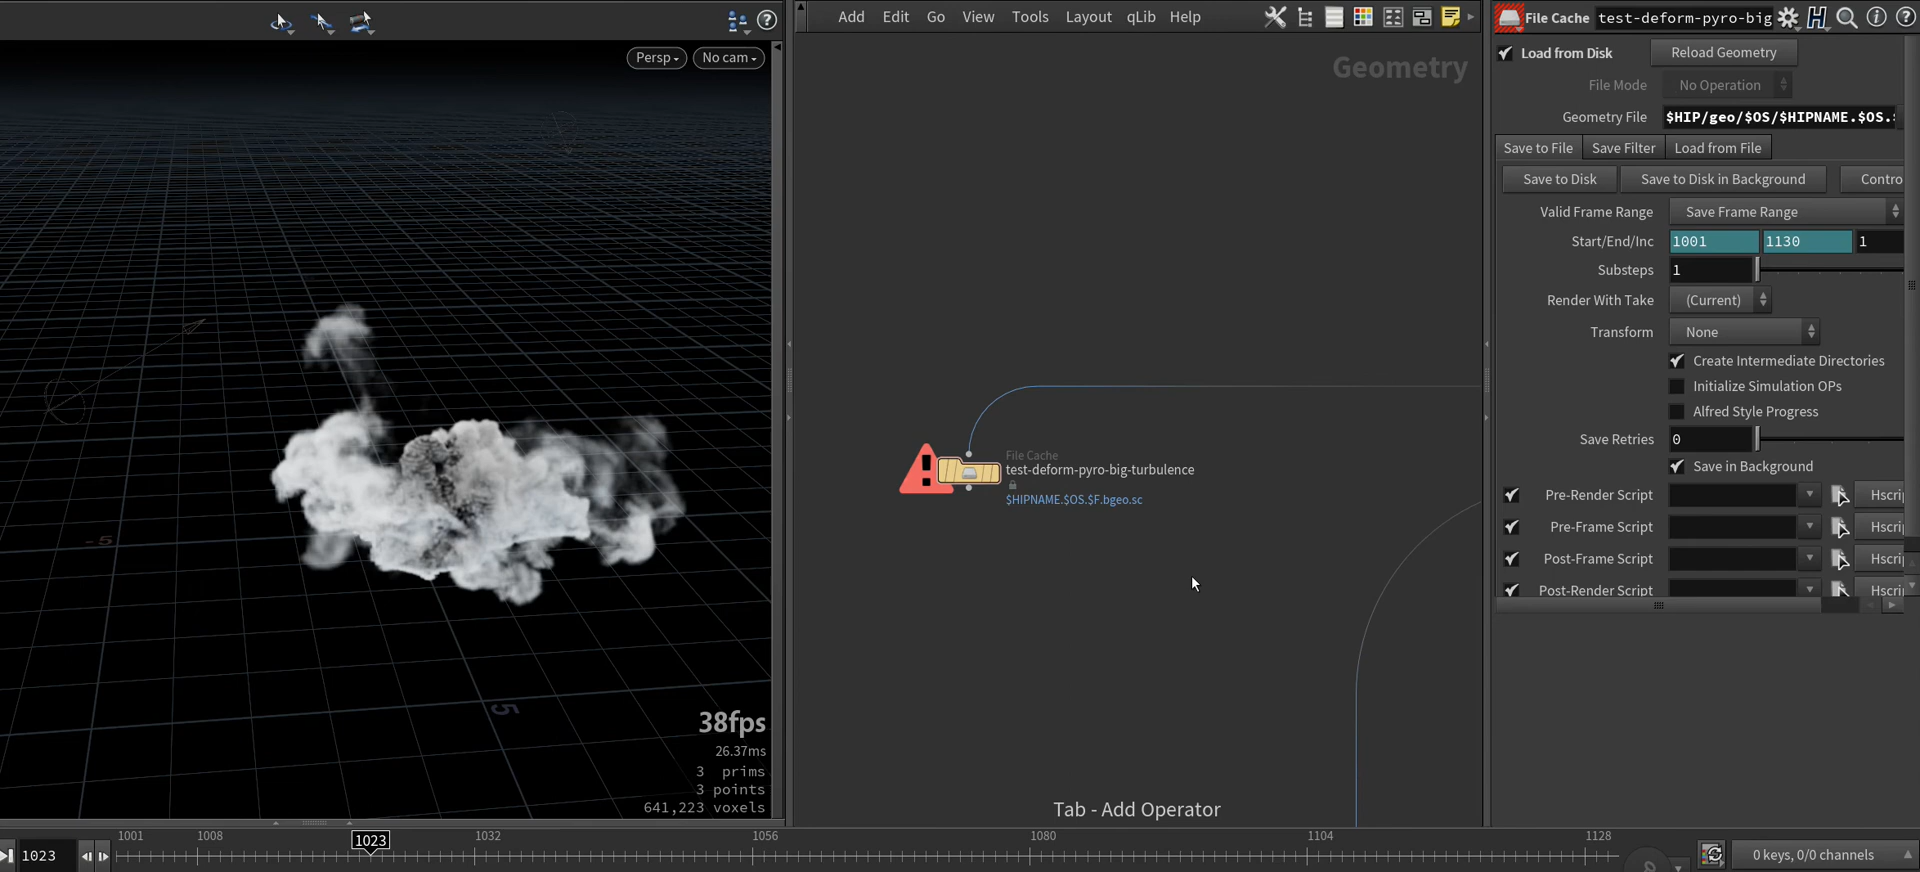 Add Edit Go View Tools Layout qLib Help
File Cache test-deform-pyro-big
Persp No cam
Geometry
Load from Disk Reload Geometry
File Mode No Operation
Geometry File $HIP/geo/$OS/$HIPNAME.$OS.
Save to File Save Filter Load from File
Save to Disk Save to Disk in Background Contro
Valid Frame Range Save Frame Range
Start/End/Inc 1001 1130 1
Substeps 1
Render With Take (Current)
Transform None
Create Intermediate Directories
Initialize Simulation OPs
Alfred Style Progress
Save Retries 0
Save in Background
Pre-Render Script Hscrip
Pre-Frame Script Hscrip
Post-Frame Script Hscrip
Post-Render Script Hscrip
File Cache
test-deform-pyro-big-turbulence
$HIPNAME.$OS.$F.bgeo.sc
-5
5
38fps
26.37ms
3 prims
3 points
641,223 voxels
Tab - Add Operator
1001 1008 1023 1032 1056 1080 1104 1128
1023
0 keys, 0/0 channels